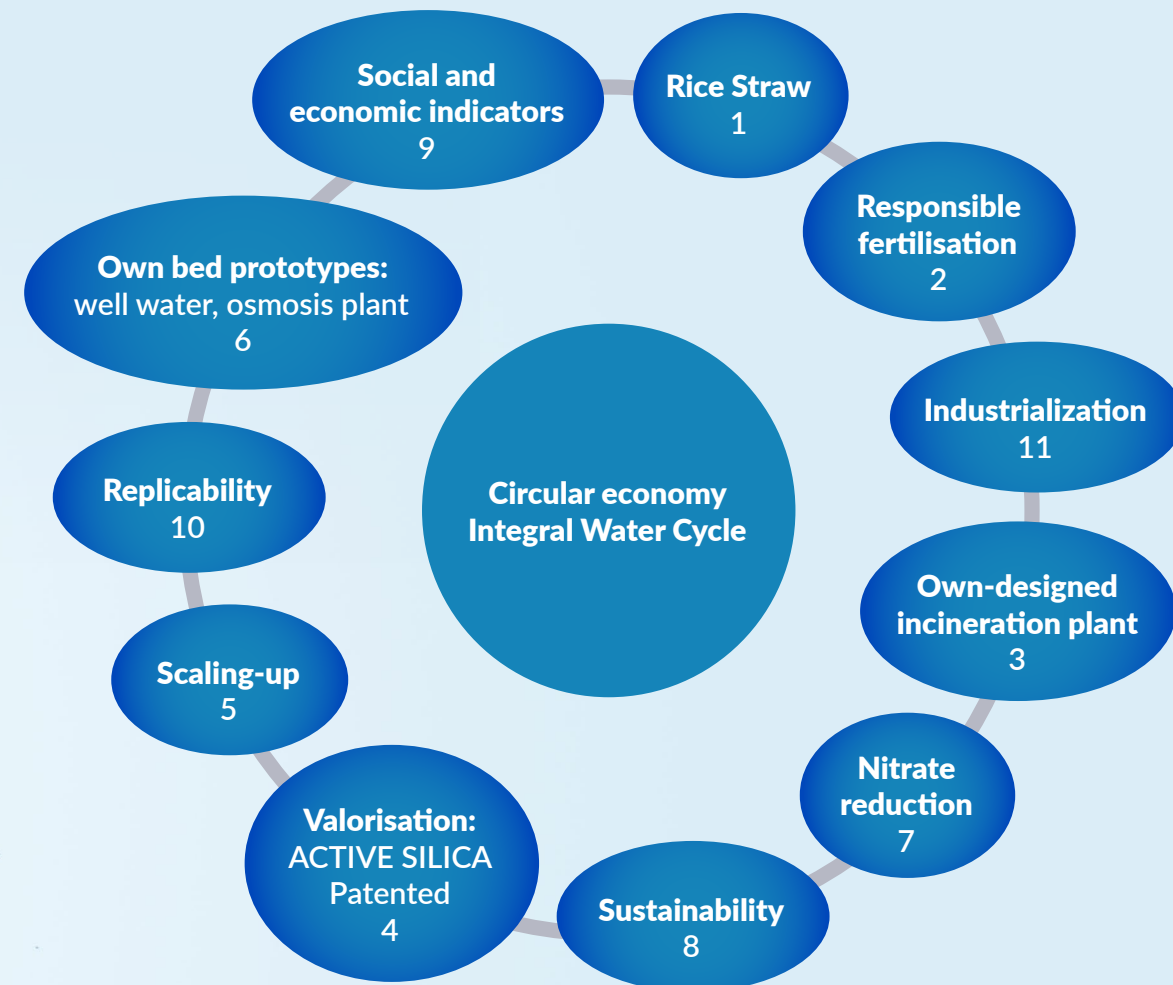 Social and
economic indicators
9
Rice Straw
1
Responsible
fertilisation
2
Own bed prototypes:
well water, osmosis plant
6
Industrialization
11
Circular economy
Integral Water Cycle
Replicability
10
Own-designed
incineration plant
3
Scaling-up
5
Nitrate
reduction
7
Valorisation:
ACTIVE SILICA
Patented
4
Sustainability
8